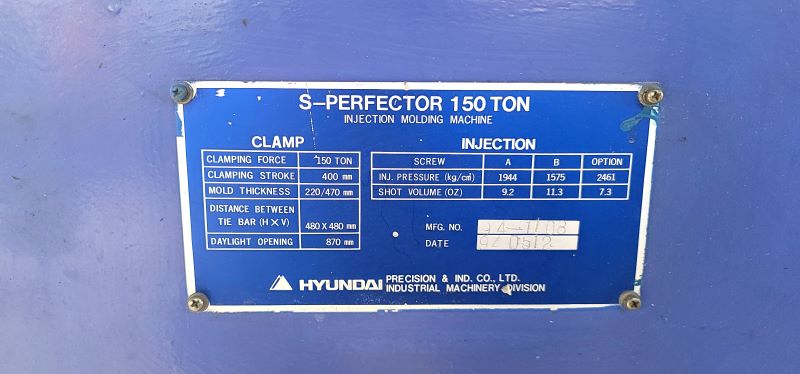 S-PERFECTOR 150 TON
INJECTION MOLDING MACHINE
CLAMP
CLAMPING FORCE 150 TON
CLAMPING STROKE 400 mm
MOLD THICKNESS 220/470 mm
DISTANCE BETWEEN
TIE BAR (H X V) 480 X 480 mm
DAYLIGHT OPENING 870 mm
INJECTION
SCREW A B OPTION
INJ. PRESSURE (kg/cm²) 1944 1575 2461
SHOT VOLUME (OZ) 9.2 11.3 7.3
MFG. NO.
DATE
HYUNDAI PRECISION & IND. CO., LTD.
INDUSTRIAL MACHINERY DIVISION